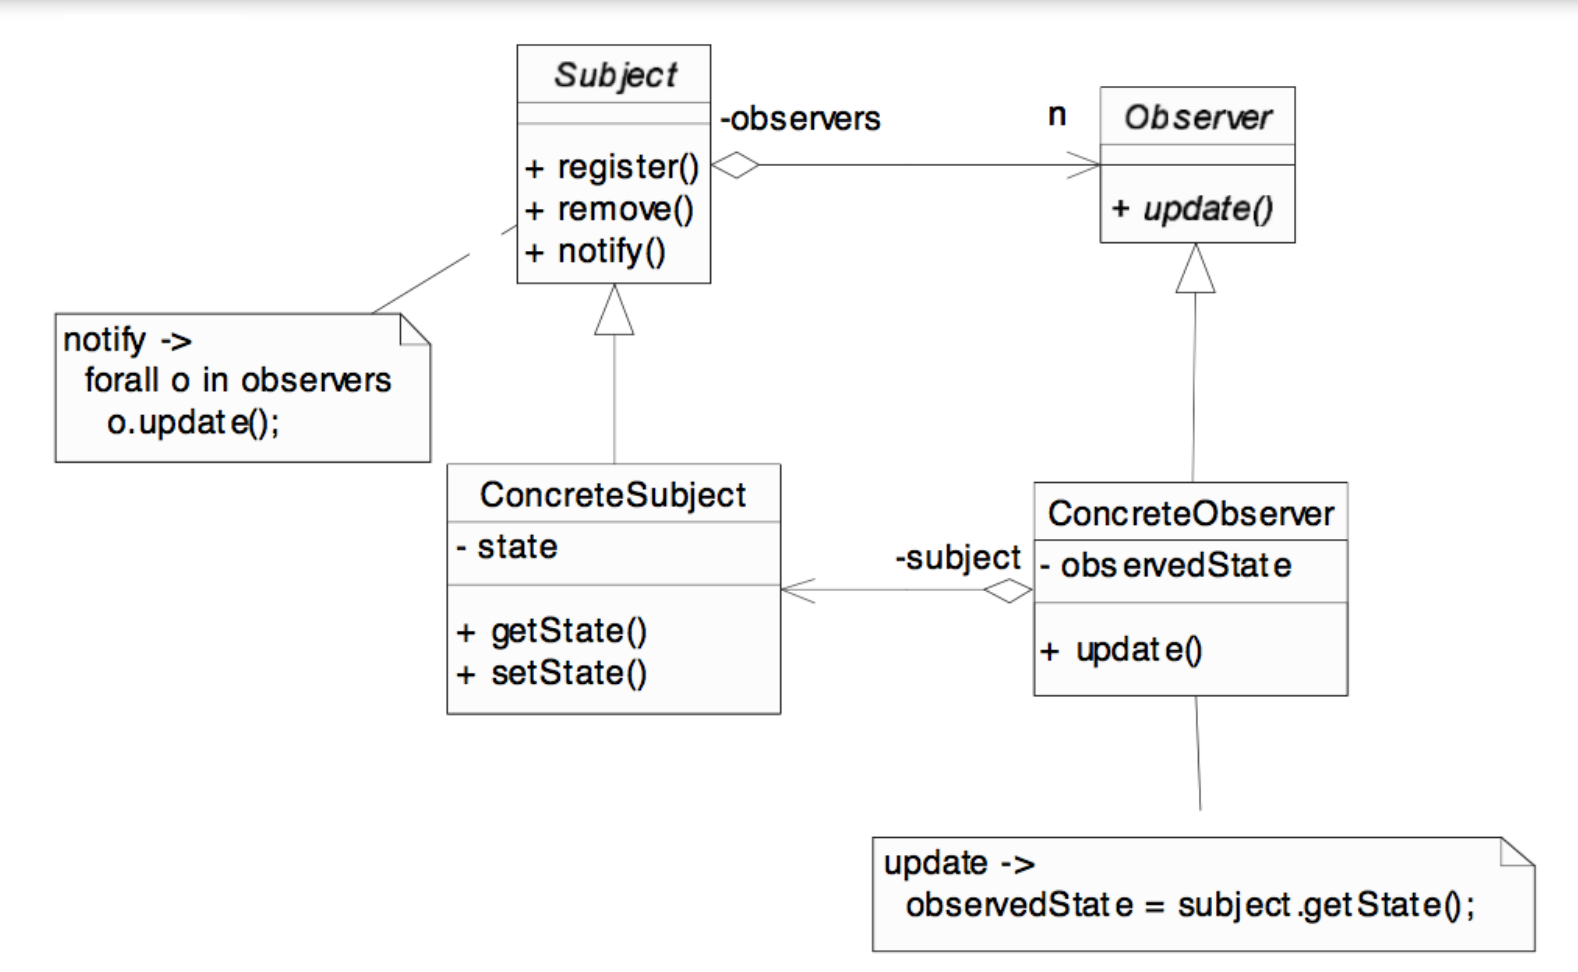 Subject
+ register()
+ remove()
+ notify()
-observers
n
Observer
+ update()
notify ->
forall o in observers
o.update();
ConcreteSubject
- state
+ getState()
+ setState()
-subject
ConcreteObserver
- observedState
+ update()
update ->
observedState = subject.getState();